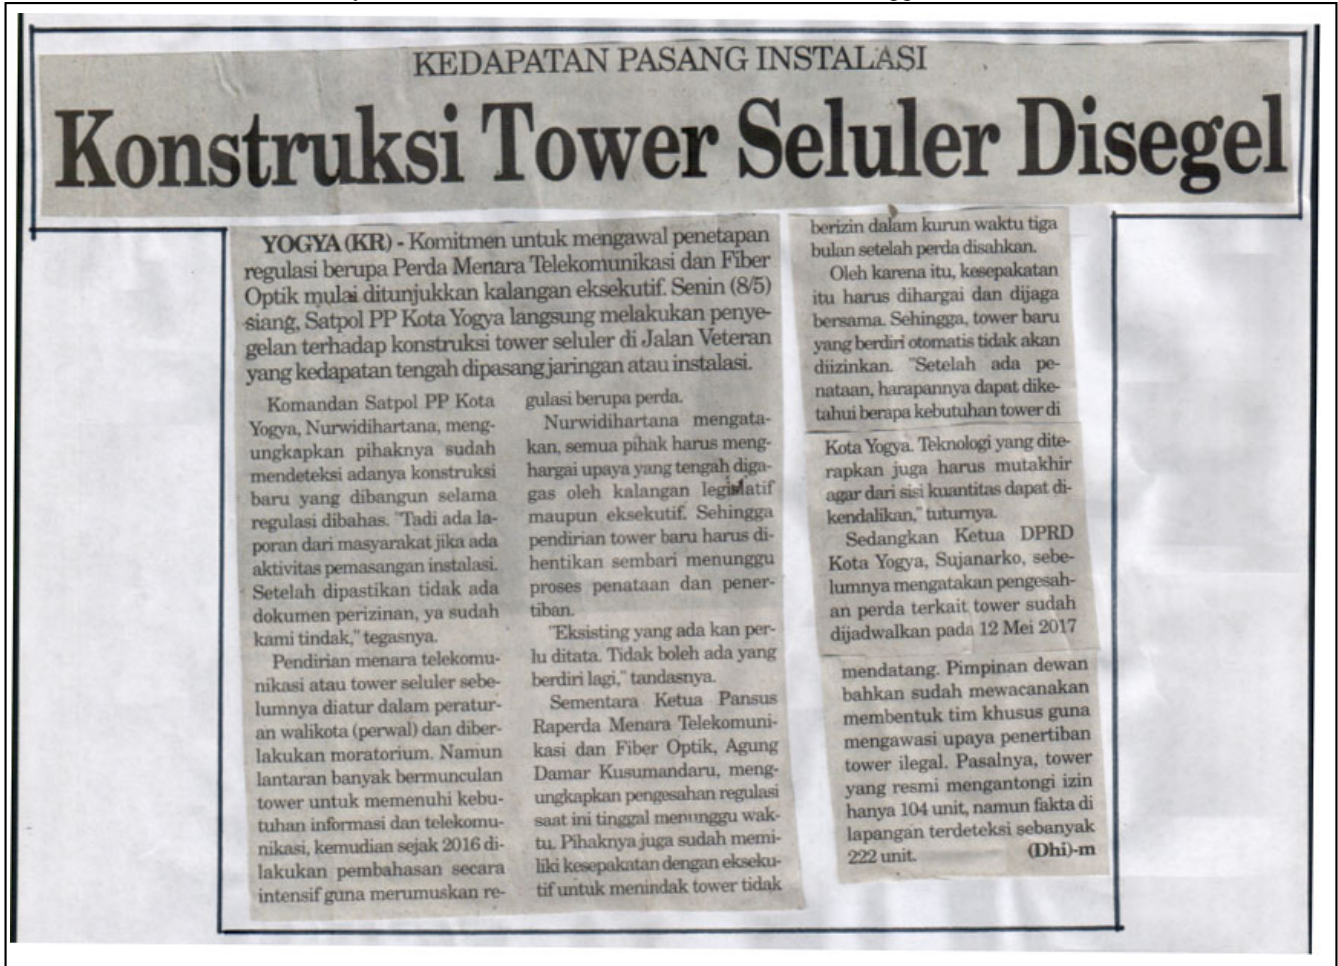 KEDAPATAN PASANG INSTALASI
Konstruksi Tower Seluler Disegel
YOGYA (KR) - Komitmen untuk mengawal penetapan
regulasi berupa Perda Menara Telekomunikasi dan Fiber
Optik mulai ditunjukkan kalangan eksekutif. Senin (8/5)
siang, Satpol PP Kota Yogya langsung melakukan penye-
gelan terhadap konstruksi tower seluler di Jalan Veteran
yang kedapatan tengah dipasang jaringan atau instalasi.
Komandan Satpol PP Kota
Yogya, Nurwidihartana, meng-
ungkapkan pihaknya sudah
mendeteksi adanya konstruksi
baru yang dibangun selama
regulasi dibahas. "Tadi ada la-
poran dari masyarakat jika ada
aktivitas pemasangan instalasi.
Setelah dipastikan tidak ada
dokumen perizinan, ya sudah
kami tindak," tegasnya.
Pendirian menara telekomu-
nikasi atau tower seluler sebe-
lumnya diatur dalam peratur-
an walikota (perwal) dan diber-
lakukan moratorium. Namun
lantaran banyak bermunculan
tower untuk memenuhi kebu-
tuhan informasi dan telekomu-
nikasi, kemudian sejak 2016 di-
lakukan pembahasan secara
intensif guna merumuskan re-
gulasi berupa perda.
Nurwidihartana mengata-
kan, semua pihak harus meng-
hargai upaya yang tengah diga-
gas oleh kalangan legislatif
maupun eksekutif. Sehingga
pendirian tower baru harus di-
hentikan sembari menunggu
proses penataan dan pener-
tiban.
"Eksisting yang ada kan per-
lu ditata. Tidak boleh ada yang
berdiri lagi," tandasnya.
Sementara Ketua Pansus
Raperda Menara Telekomuni-
kasi dan Fiber Optik, Agung
Damar Kusumandaru, meng-
ungkapkan pengesahan regulasi
saat ini tinggal menunggu wak-
tu. Pihaknya juga sudah memi-
liki kesepakatan dengan ekseku-
tif untuk menindak tower tidak
berizin dalam kurun waktu tiga
bulan setelah perda disahkan.
Oleh karena itu, kesepakatan
itu harus dihargai dan dijaga
bersama. Sehingga, tower baru
yang berdiri otomatis tidak akan
diizinkan. "Setelah ada pe-
nataan, harapannya dapat dike-
tahui berapa kebutuhan tower di
Kota Yogya. Teknologi yang dite-
rapkan juga harus mutakhir
agar dari sisi kuantitas dapat di-
kendalikan," tuturnya.
Sedangkan Ketua DPRD
Kota Yogya, Sujanarko, sebe-
lumnya mengatakan pengesah-
an perda terkait tower sudah
dijadwalkan pada 12 Mei 2017
mendatang. Pimpinan dewan
bahkan sudah mewacanakan
membentuk tim khusus guna
mengawasi upaya penertiban
tower ilegal. Pasalnya, tower
yang resmi mengantongi izin
hanya 104 unit, namun fakta di
lapangan terdeteksi sebanyak
222 unit. (Dhi)-m